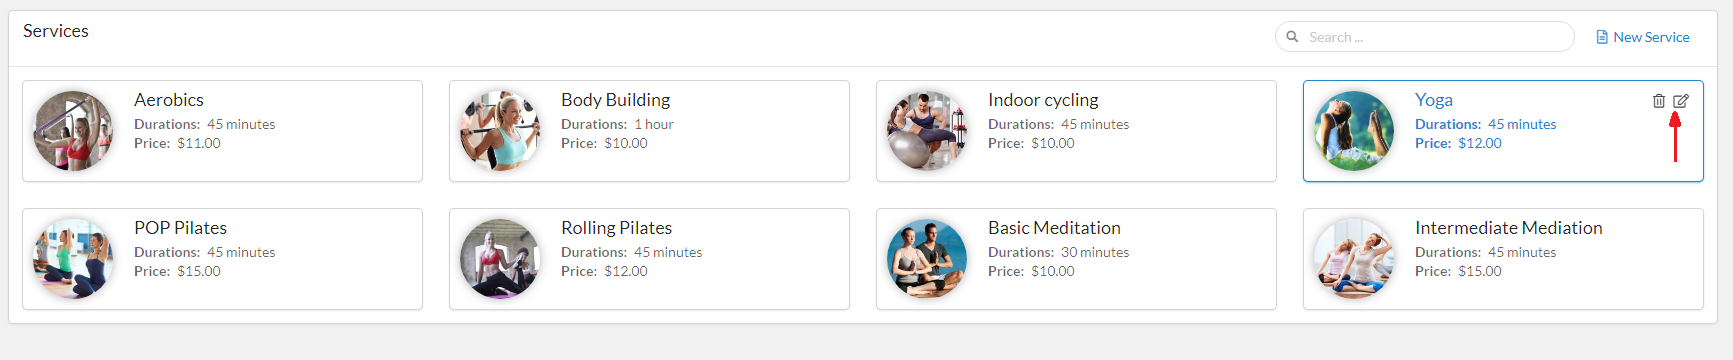 Services
Search ...
New Service
Aerobics
Durations: 45 minutes
Price: $11.00
Body Building
Durations: 1 hour
Price: $10.00
Indoor cycling
Durations: 45 minutes
Price: $10.00
Yoga
Durations: 45 minutes
Price: $12.00
POP Pilates
Durations: 45 minutes
Price: $15.00
Rolling Pilates
Durations: 45 minutes
Price: $12.00
Basic Meditation
Durations: 30 minutes
Price: $10.00
Intermediate Mediation
Durations: 45 minutes
Price: $15.00